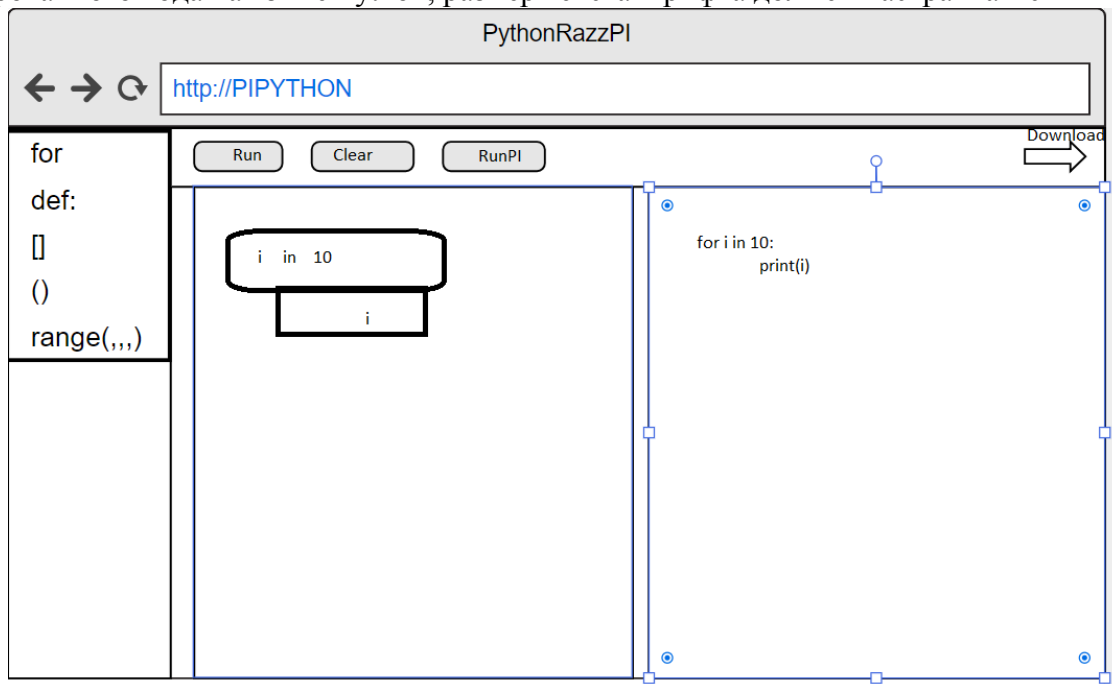 PythonRazzPI
http://PIPYTHON
for
def:
[]
()
range(,,,)
Run Clear RunPI
Download
i in 10
i
for i in 10:
print(i)